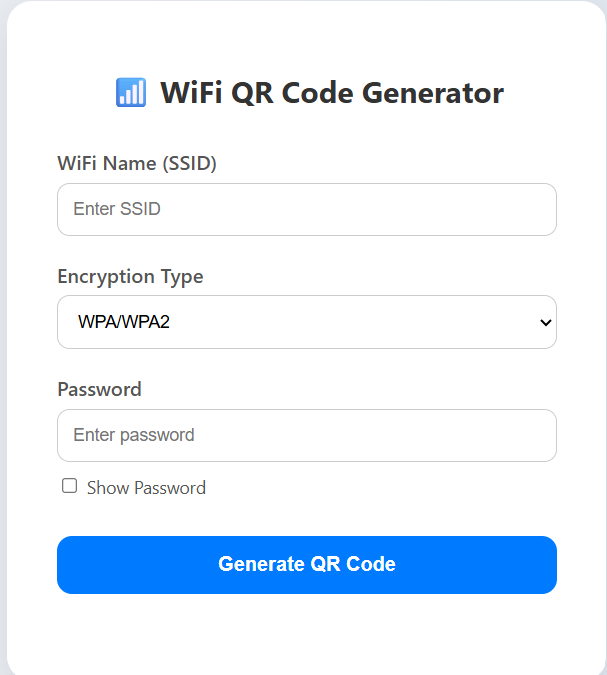 WiFi QR Code Generator
WiFi Name (SSID)
Enter SSID
Encryption Type
WPA/WPA2
Password
Enter password
Show Password
Generate QR Code